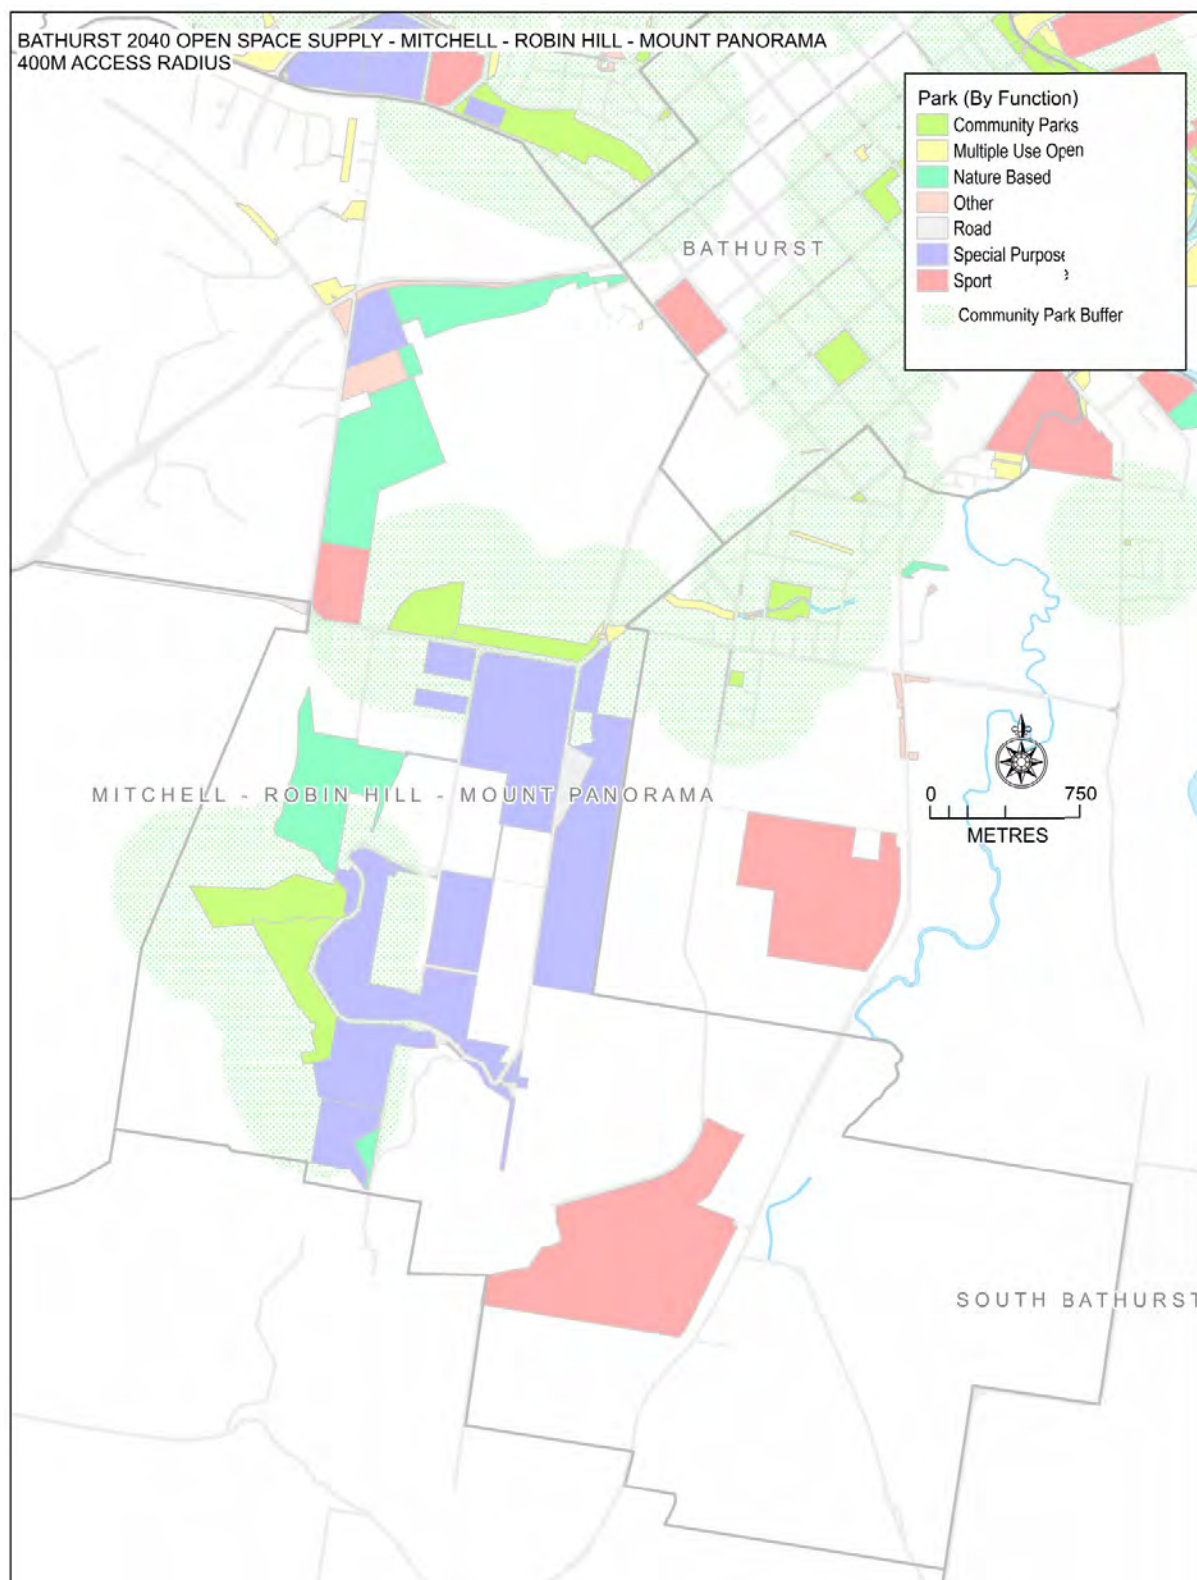 BATHURST 2040 OPEN SPACE SUPPLY - MITCHELL - ROBIN HILL - MOUNT PANORAMA
400M ACCESS RADIUS
Park (By Function)
Community Parks
Multiple Use Open
Nature Based
Other
Road
Special Purpose
Sport
Community Park Buffer
BATHURST
MITCHELL - ROBIN HILL - MOUNT PANORAMA
0 750
METRES
SOUTH BATHURST